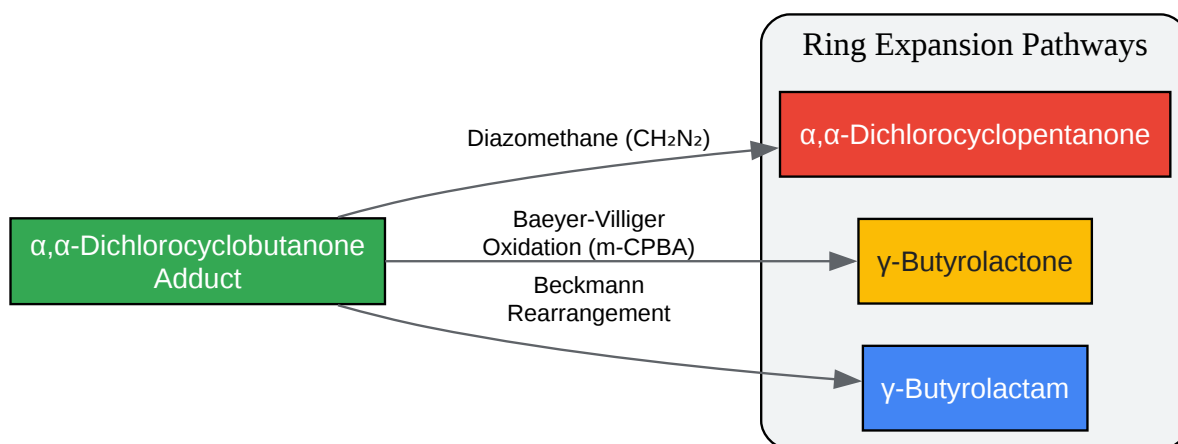 Ring Expansion Pathways
Diazomethane (CH₂N₂)
α,α-Dichlorocyclopentanone
α,α-Dichlorocyclobutanone
Adduct
Baeyer-Villiger
Oxidation (m-CPBA)
γ-Butyrolactone
Beckmann
Rearrangement
γ-Butyrolactam